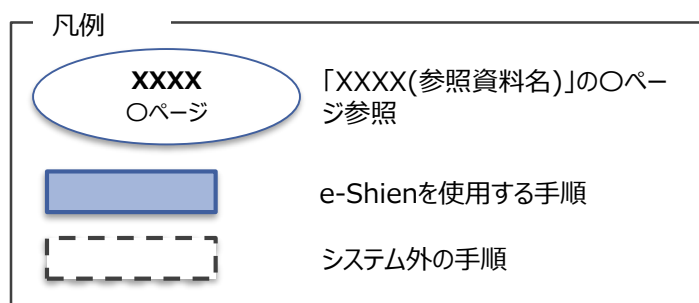 凡例
XXXX
〇ページ
「XXXX(参照資料名)」の〇ペー
ジ参照
e-Shienを使用する手順
システム外の手順